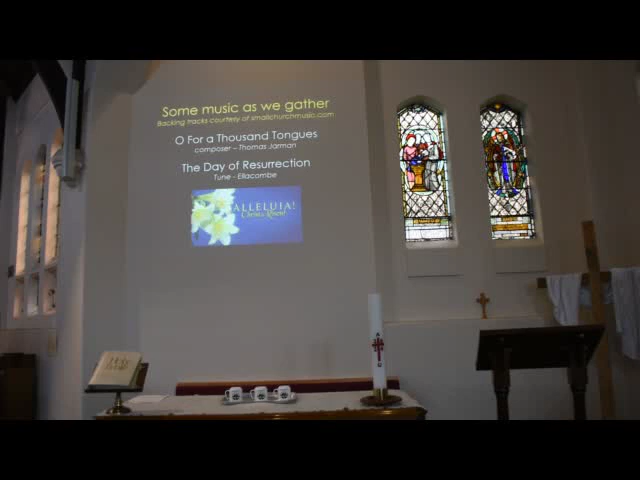 Some music as we gather
Backing tracks courtesy of smallchurchmusic.com
O For a Thousand Tongues
composer – Thomas Jarman
The Day of Resurrection
Tune - Ellacombe
ALLELUIA!
Christ is Risen!
Holy